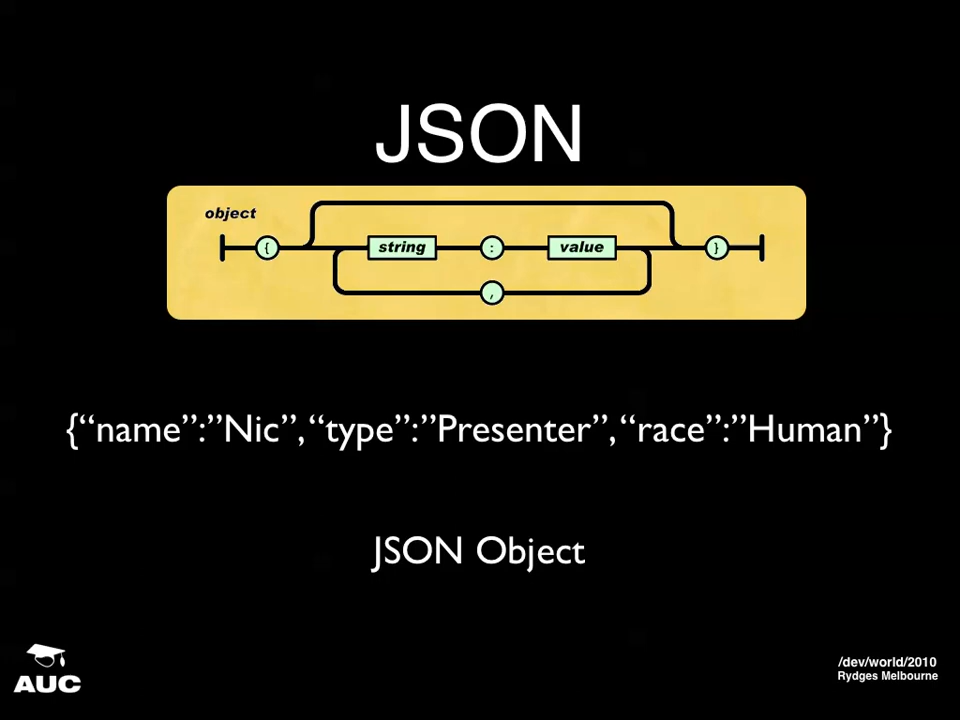 JSON
object
{ string : value }
,
{“name”:”Nic”, “type”:”Presenter”, “race”:”Human”}
JSON Object
AUC
/dev/world/2010
Rydges Melbourne